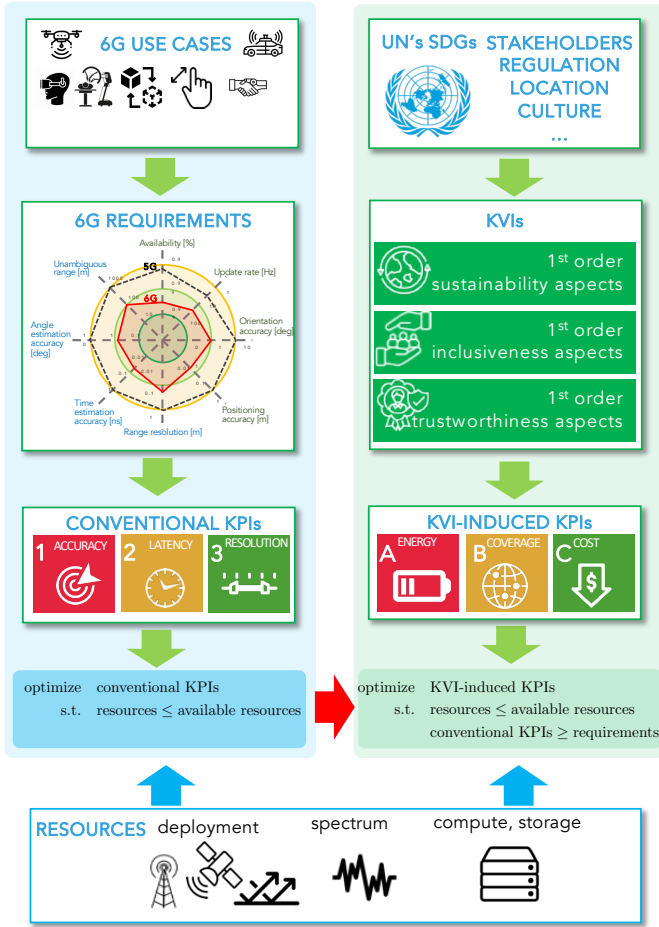 6G USE CASES
UN's SDGs
STAKEHOLDERS
REGULATION
LOCATION
CULTURE
...
6G REQUIREMENTS
Availability [%]
Unambiguous
range [m]
Update rate [Hz]
Angle
estimation
accuracy
[deg]
Orientation
accuracy [deg]
Time
estimation
accuracy [ns]
Positioning
accuracy [m]
Range resolution [m]
5G
6G
KVIs
1st order
sustainability aspects
1st order
inclusiveness aspects
1st order
trustworthiness aspects
CONVENTIONAL KPIs
1 ACCURACY
2 LATENCY
3 RESOLUTION
KVI-INDUCED KPIs
A ENERGY
B COVERAGE
C COST
$
optimize conventional KPIs
s.t. resources ≤ available resources
optimize KVI-induced KPIs
s.t. resources ≤ available resources
conventional KPIs ≥ requirements
RESOURCES deployment spectrum compute, storage